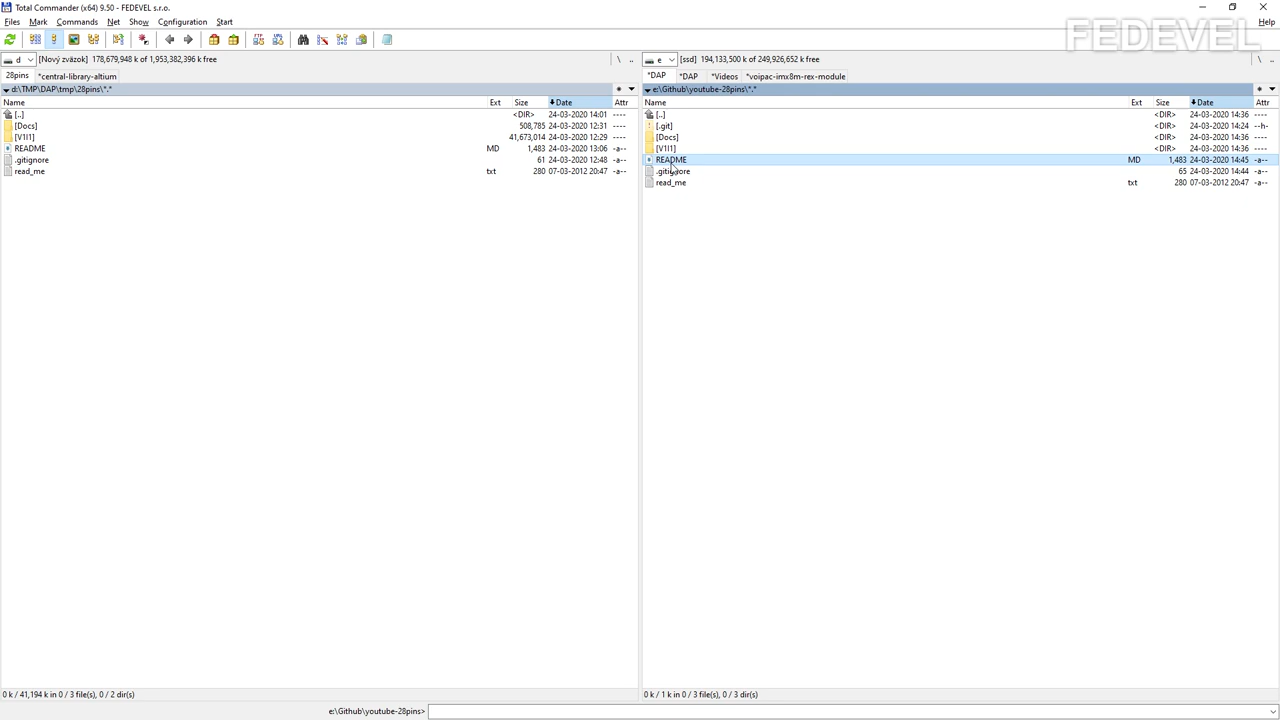 Total Commander (x64) 9.50 - FEDEVEL s.r.o.
Files Mark Commands Net Show Configuration Start Help
FEDEVEL
d [Nový zväzok] 178,679,948 k of 1,953,382,396 k free \ ..
28pins *central-library-altium
d:\TMP\DAP\tmp\28pins\*.*
Name Ext Size Date Attr
[..] <DIR> 24-03-2020 14:01 ----
[Docs] 508,785 24-03-2020 12:31 ----
[V1I1] 41,673,014 24-03-2020 12:29 ----
README MD 1,483 24-03-2020 13:06 -a--
.gitignore 61 24-03-2020 12:48 -a--
read_me txt 280 07-03-2012 20:47 -a--
0 k / 41,194 k in 0 / 3 file(s), 0 / 2 dir(s)
e [ssd] 194,133,500 k of 249,926,652 k free \ ..
*DAP *DAP *Videos *voipac-imx8m-rex-module
e:\Github\youtube-28pins\*.*
Name Ext Size Date Attr
[..] <DIR> 24-03-2020 14:36 ----
[.git] <DIR> 24-03-2020 14:24 --h-
[Docs] <DIR> 24-03-2020 14:36 ----
[V1I1] <DIR> 24-03-2020 14:36 ----
README MD 1,483 24-03-2020 14:45 -a--
.gitignore 65 24-03-2020 14:44 -a--
read_me txt 280 07-03-2012 20:47 -a--
0 k / 1 k in 0 / 3 file(s), 0 / 3 dir(s)
e:\Github\youtube-28pins>